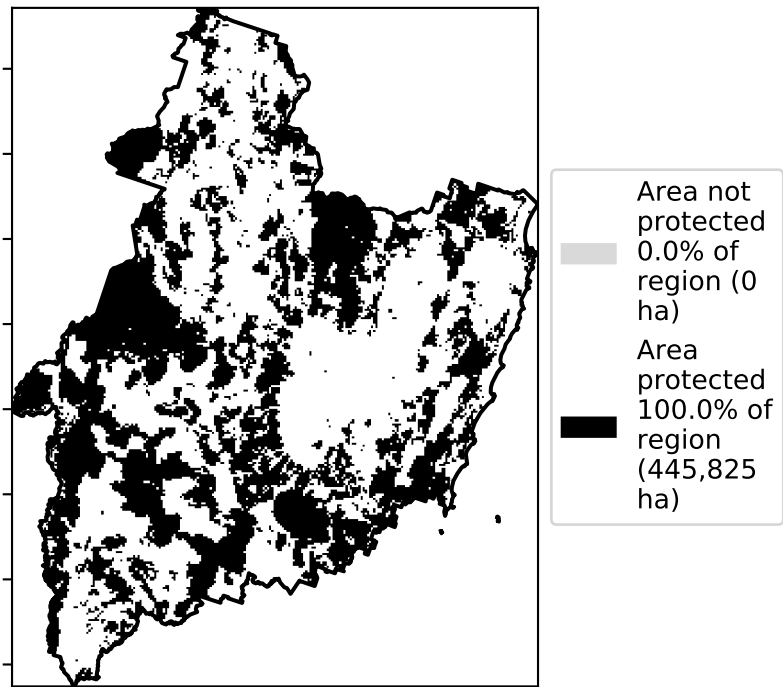 Area not
protected
0.0% of
region (0
ha)
Area
protected
100.0% of
region
(445,825
ha)